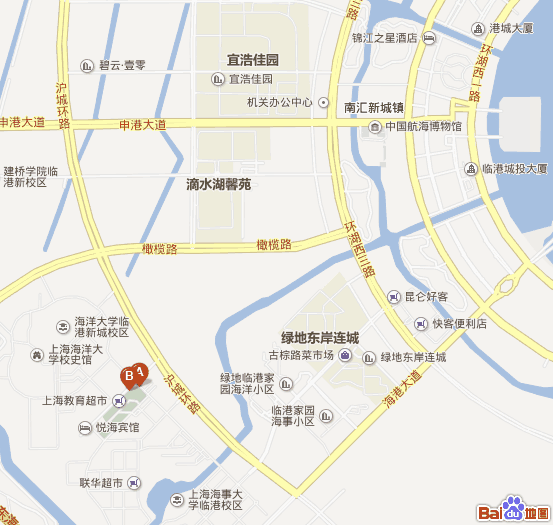 港城大厦
锦江之星酒店
环湖西一路
二路
宜浩佳园
宜浩佳园
碧云·壹零
沪城环路
机关办公中心
南汇新城镇
申港大道
申港大道
中国航海博物馆
建桥学院临
港新校区
临港城投大厦
滴水湖馨苑
环湖西三路
橄榄路
橄榄路
昆仑好客
快客便利店
海洋大学临
港新城校区
绿地东岸连城
古棕路菜市场
绿地东岸连城
上海海洋大
学校史馆
B
A
沪城环路
绿地临港家
园海洋小区
海港大道
上海教育超市
临港家园
海事小区
悦海宾馆
联华超市
上海海事大
学临港校区
东海
Bai du 地图